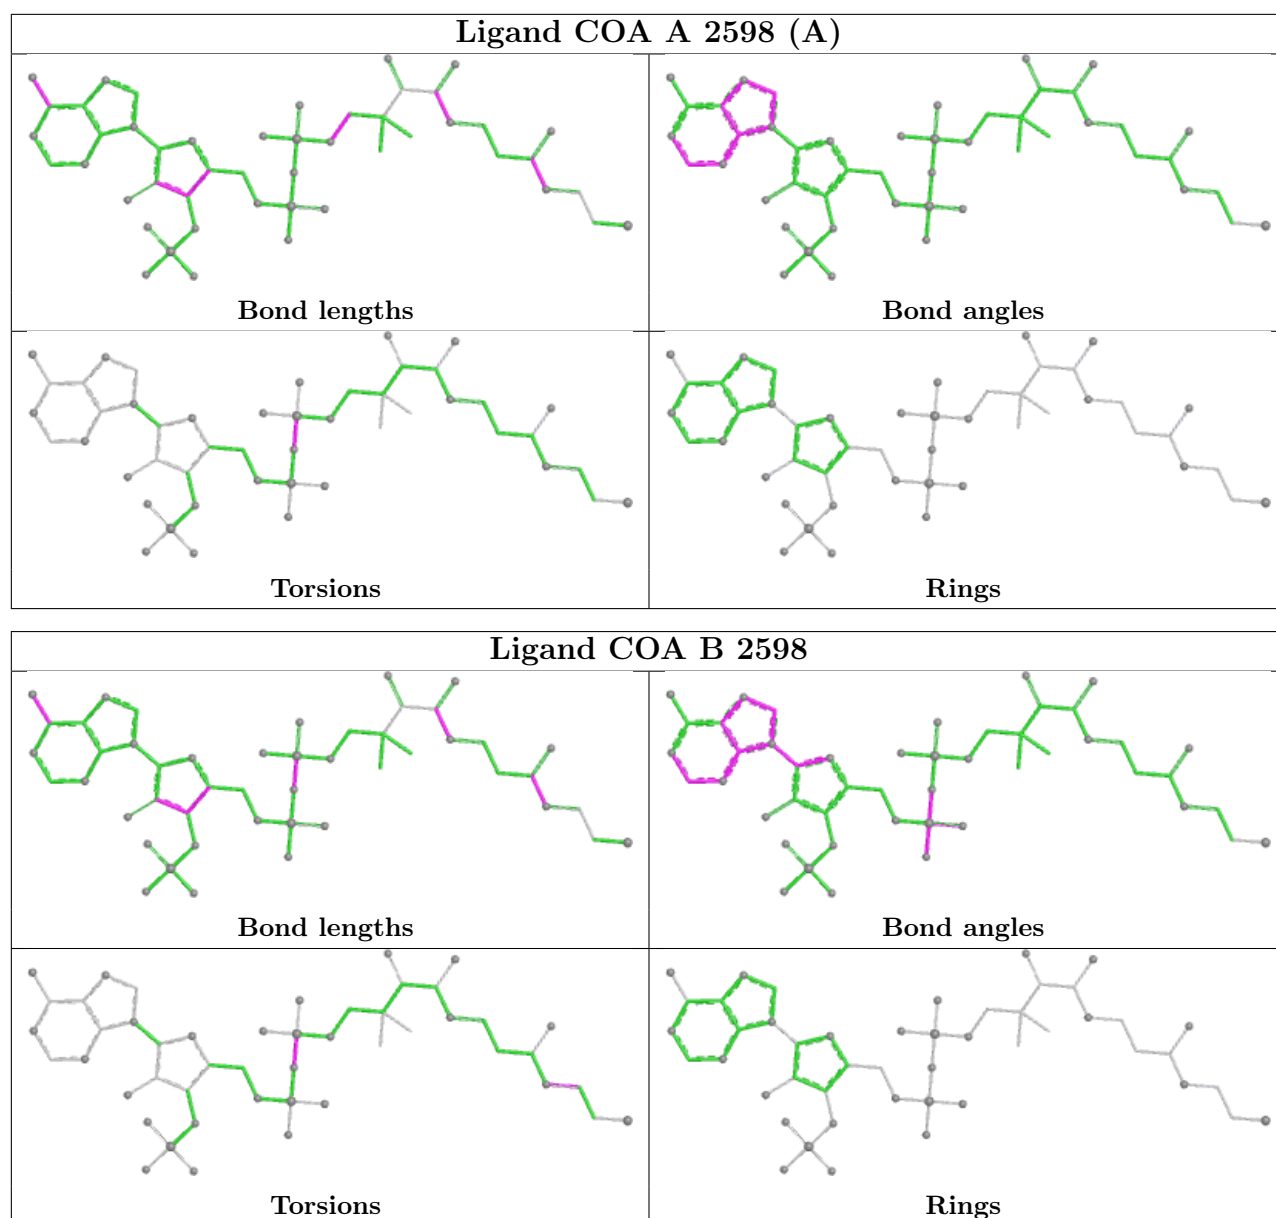 Ligand COA A 2598 (A)
Bond lengths
Bond angles
Torsions
Rings
Ligand COA B 2598
Bond lengths
Bond angles
Torsions
Rings